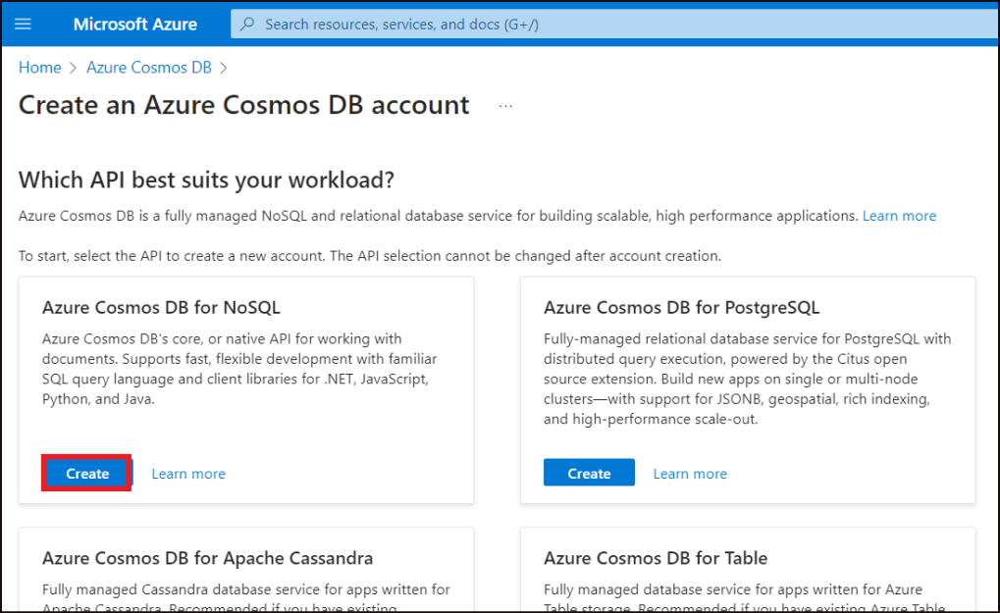 Microsoft Azure
Search resources, services, and docs (G+/)
Home > Azure Cosmos DB >
Create an Azure Cosmos DB account ...
Which API best suits your workload?
Azure Cosmos DB is a fully managed NoSQL and relational database service for building scalable, high performance applications. Learn more
To start, select the API to create a new account. The API selection cannot be changed after account creation.
Azure Cosmos DB for NoSQL
Azure Cosmos DB's core, or native API for working with
documents. Supports fast, flexible development with familiar
SQL query language and client libraries for .NET, JavaScript,
Python, and Java.
Create Learn more
Azure Cosmos DB for PostgreSQL
Fully-managed relational database service for PostgreSQL with
distributed query execution, powered by the Citus open
source extension. Build new apps on single or multi-node
clusters—with support for JSONB, geospatial, rich indexing,
and high-performance scale-out.
Create Learn more
Azure Cosmos DB for Apache Cassandra
Fully managed Cassandra database service for apps written for
Apache Cassandra. Recommended if you have existing
Azure Cosmos DB for Table
Fully managed database service for apps written for Azure
Table storage. Recommended if you have existing Azure Table